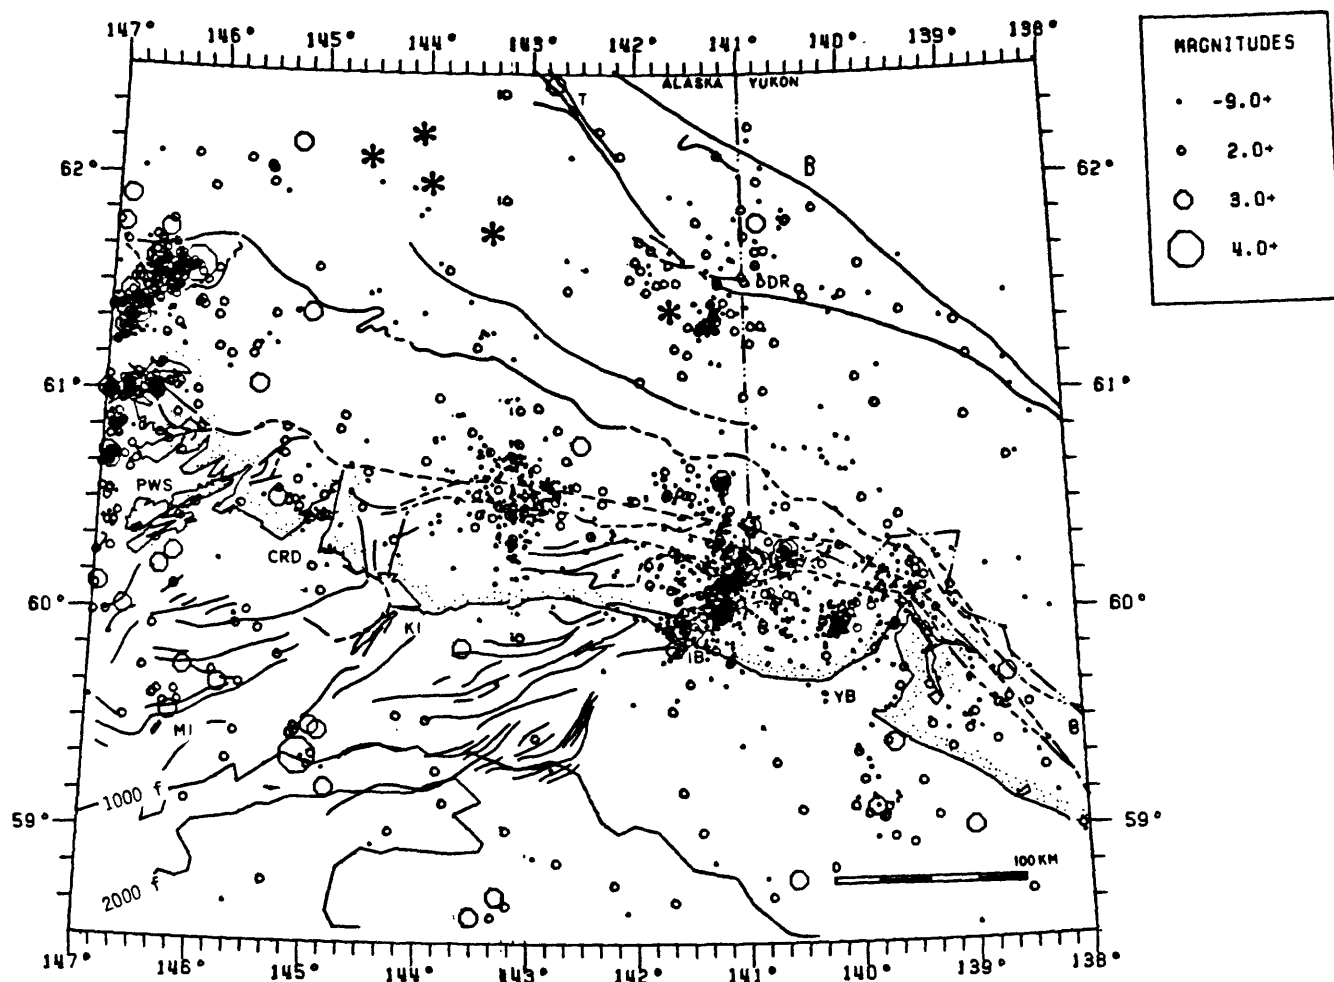 147° 146° 145° 144° 143° 142° 141° 140° 139° 138°
MAGNITUDES
-9.0+
2.0+
3.0+
4.0+
ALASKA YUKON
T
B
D
62° 62°
DR
61° 61°
PWS
CRD
60° 60°
KI
IB
YB
MI
1000 f
59° 59°
0 100 KM
2000 f
147° 146° 145° 144° 143° 142° 141° 140° 139° 138°